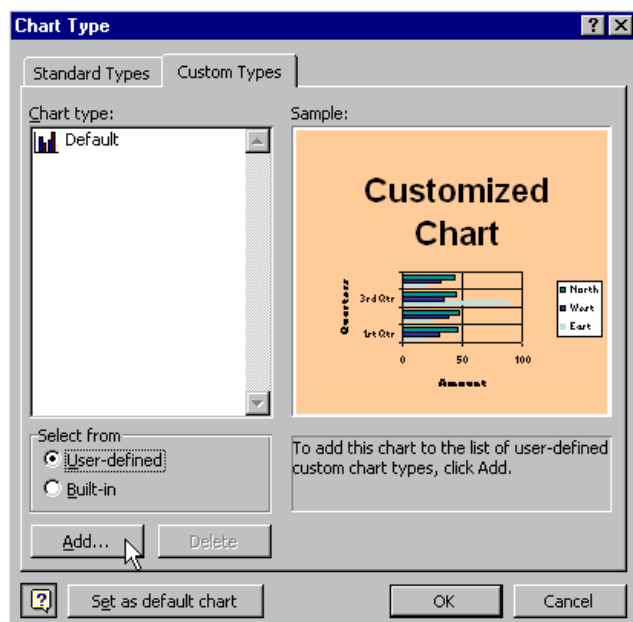 Chart Type
Standard Types
Custom Types
Chart type:
Sample:
Default
Customized
Chart
Quarters
3rd Qtr
1st Qtr
North
West
East
0 50 100
Amount
Select from
User-defined
Built-in
To add this chart to the list of user-defined
custom chart types, click Add.
Add...
Delete
Set as default chart
OK
Cancel